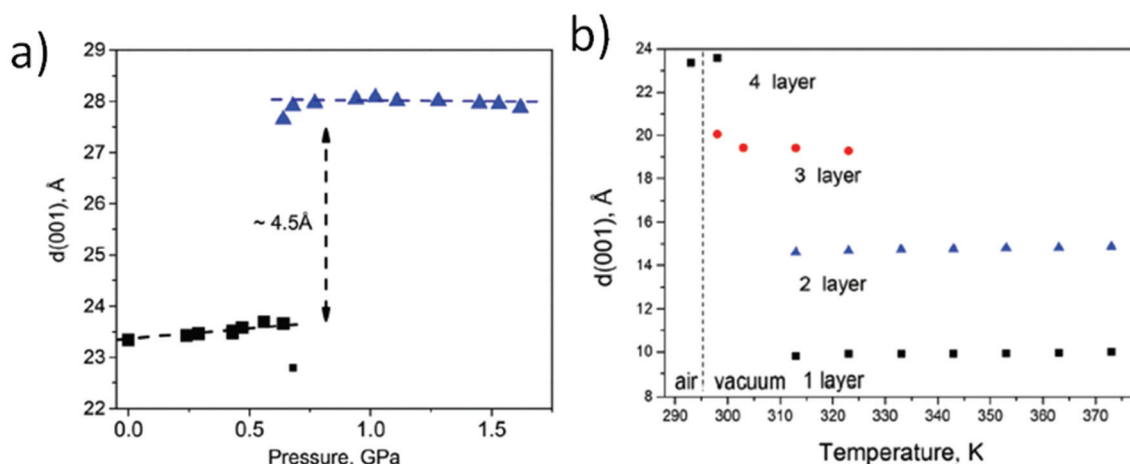 a)
29
28
27
26
25
24
23
22
d(001), Å
~ 4.5Å
0.0 0.5 1.0 1.5
Pressure, GPa
b)
24
22
20
18
16
14
12
10
8
d(001), Å
4 layer
3 layer
2 layer
air vacuum 1 layer
290 300 310 320 330 340 350 360 370
Temperature, K